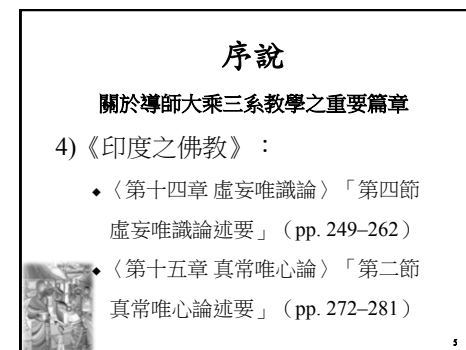 序說
關於導師大乘三系教學之重要篇章
4)《印度之佛教》：
◆〈第十四章 虛妄唯識論〉「第四節
虛妄唯識論述要」（pp. 249–262）
◆〈第十五章 真常唯心論〉「第二節
真常唯心論述要」（pp. 272–281）
5